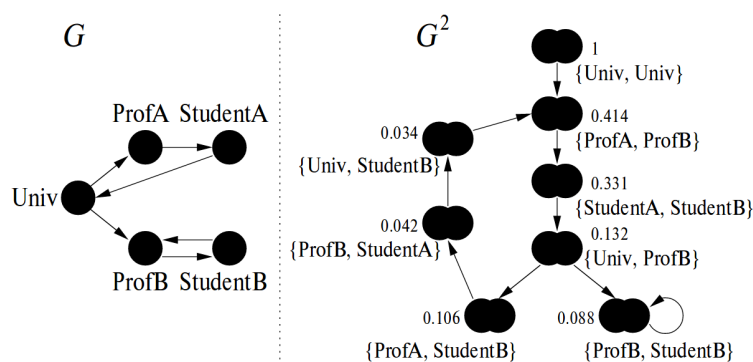 G
G²
1
{Univ, Univ}
ProfA StudentA
0.414
{ProfA, ProfB}
0.034
{Univ, StudentB}
Univ
0.331
{StudentA, StudentB}
0.042
{ProfB, StudentA}
0.132
{Univ, ProfB}
ProfB StudentB
0.106
{ProfA, StudentB}
0.088
{ProfB, StudentB}